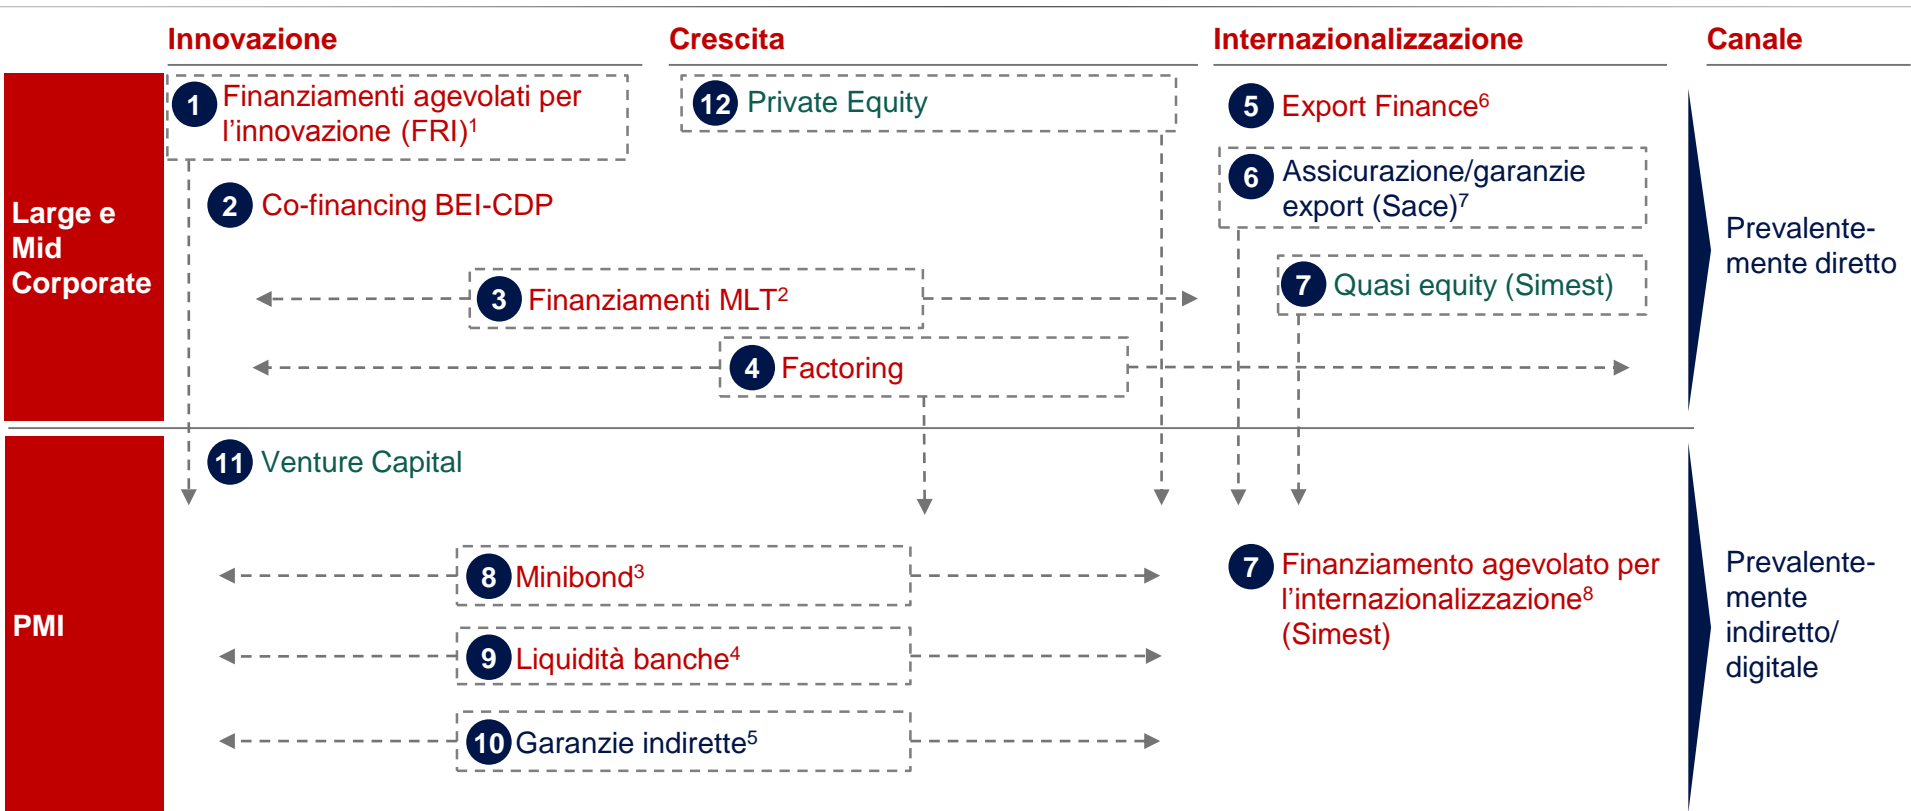 Innovazione
Crescita
Internazionalizzazione
Canale
Large e
Mid
Corporate
1 Finanziamenti agevolati per
l’innovazione (FRI)¹
12 Private Equity
5 Export Finance⁶
6 Assicurazione/garanzie
export (Sace)⁷
2 Co-financing BEI-CDP
7 Quasi equity (Simest)
3 Finanziamenti MLT²
4 Factoring
Prevalente-
mente diretto
PMI
11 Venture Capital
8 Minibond³
7 Finanziamento agevolato per
l’internazionalizzazione⁸
(Simest)
9 Liquidità banche⁴
10 Garanzie indirette⁵
Prevalente-
mente
indiretto/
digitale